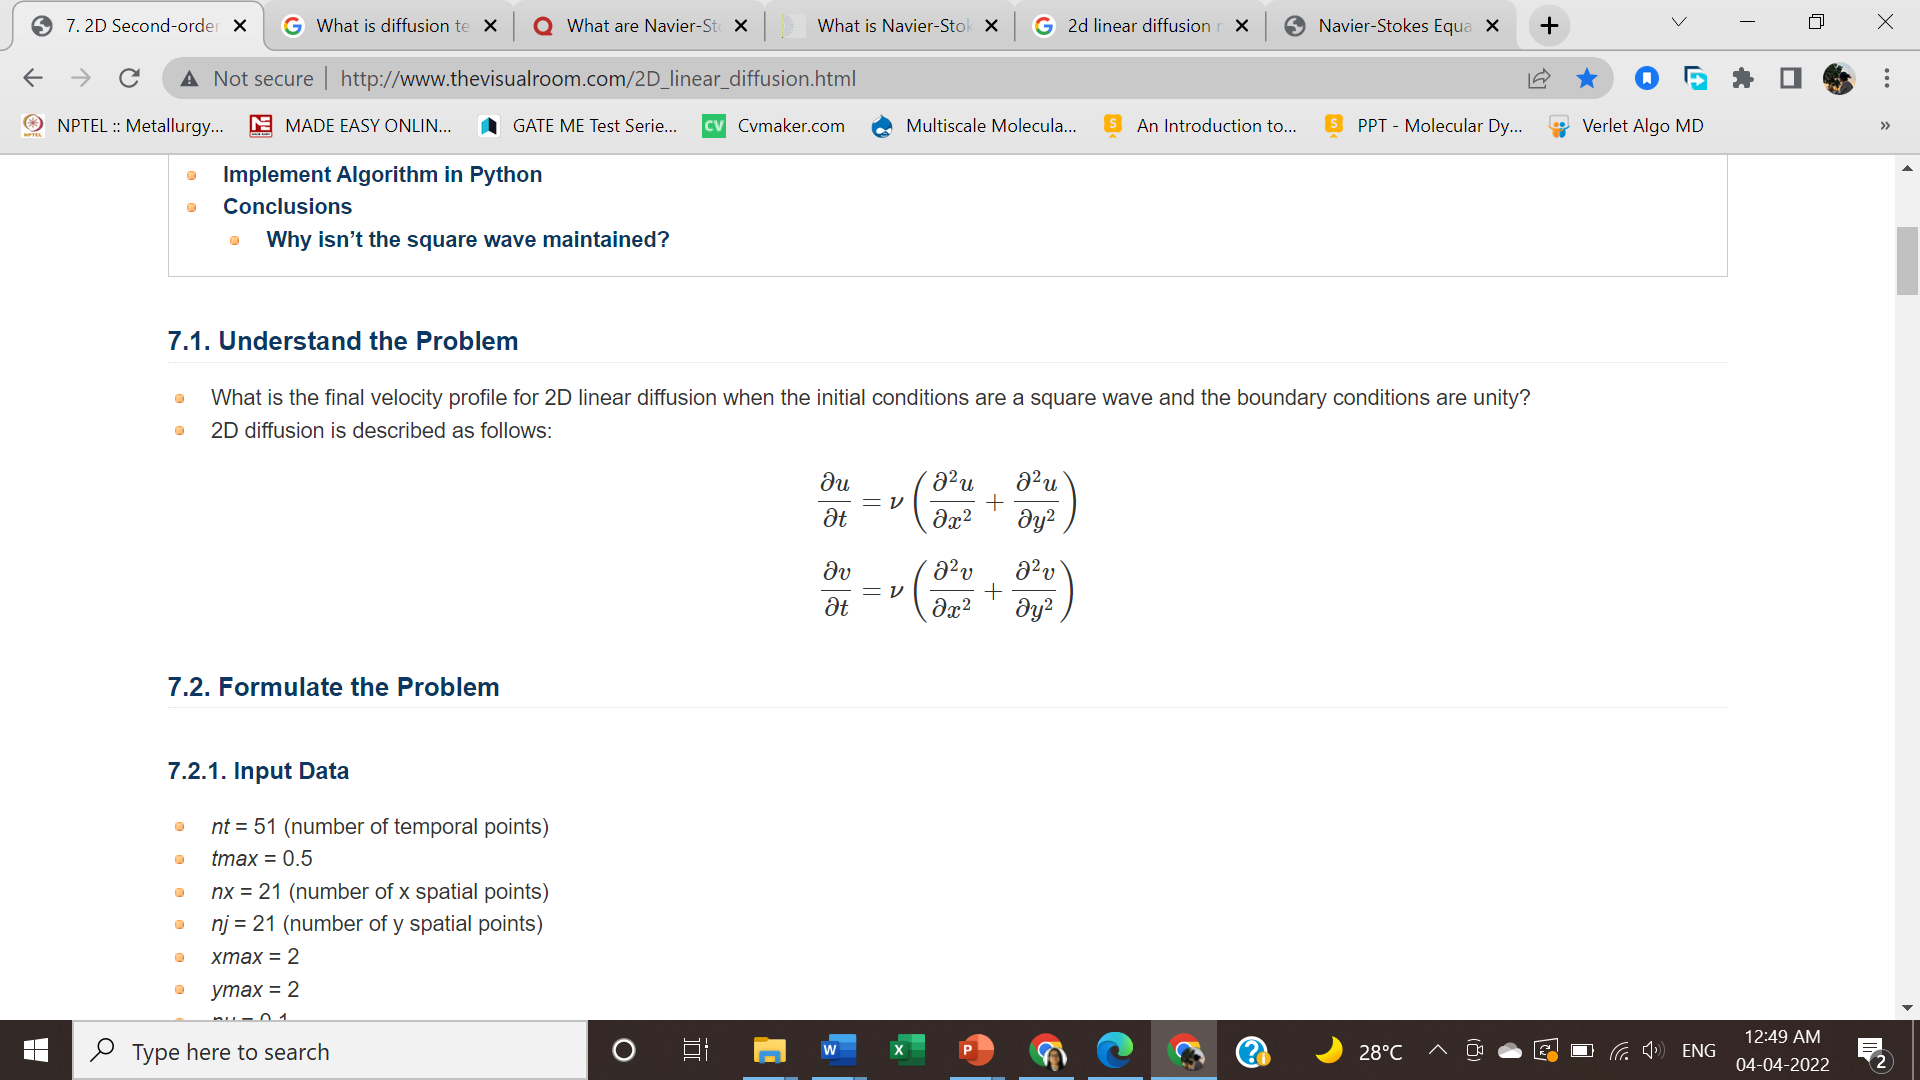 7. 2D Second-order
What is diffusion te
What are Navier-Sto
What is Navier-Stok
2d linear diffusion r
Navier-Stokes Equa
Not secure | http://www.thevisualroom.com/2D_linear_diffusion.html
NPTEL :: Metallurgy...
MADE EASY ONLIN...
GATE ME Test Serie...
CV Cvmaker.com
Multiscale Molecula...
An Introduction to...
PPT - Molecular Dy...
Verlet Algo MD
»
Implement Algorithm in Python
Conclusions
Why isn't the square wave maintained?
7.1. Understand the Problem
What is the final velocity profile for 2D linear diffusion when the initial conditions are a square wave and the boundary conditions are unity?
2D diffusion is described as follows:
∂u/∂t = ν (∂²u/∂x² + ∂²u/∂y²)
∂v/∂t = ν (∂²v/∂x² + ∂²v/∂y²)
7.2. Formulate the Problem
7.2.1. Input Data
nt = 51 (number of temporal points)
tmax = 0.5
nx = 21 (number of x spatial points)
nj = 21 (number of y spatial points)
xmax = 2
ymax = 2
nu = 0.1
Type here to search
28°C
ENG
12:49 AM
04-04-2022
2